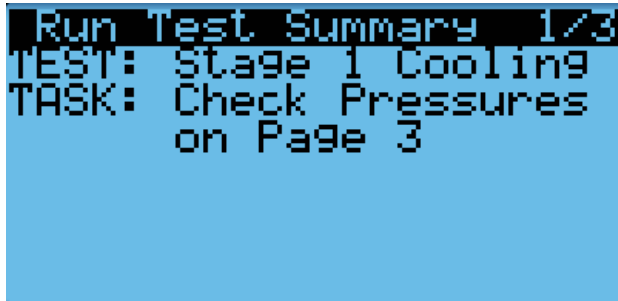 Run Test Summary 1/3
TEST: Stage 1 Cooling
TASK: Check Pressures
on Page 3